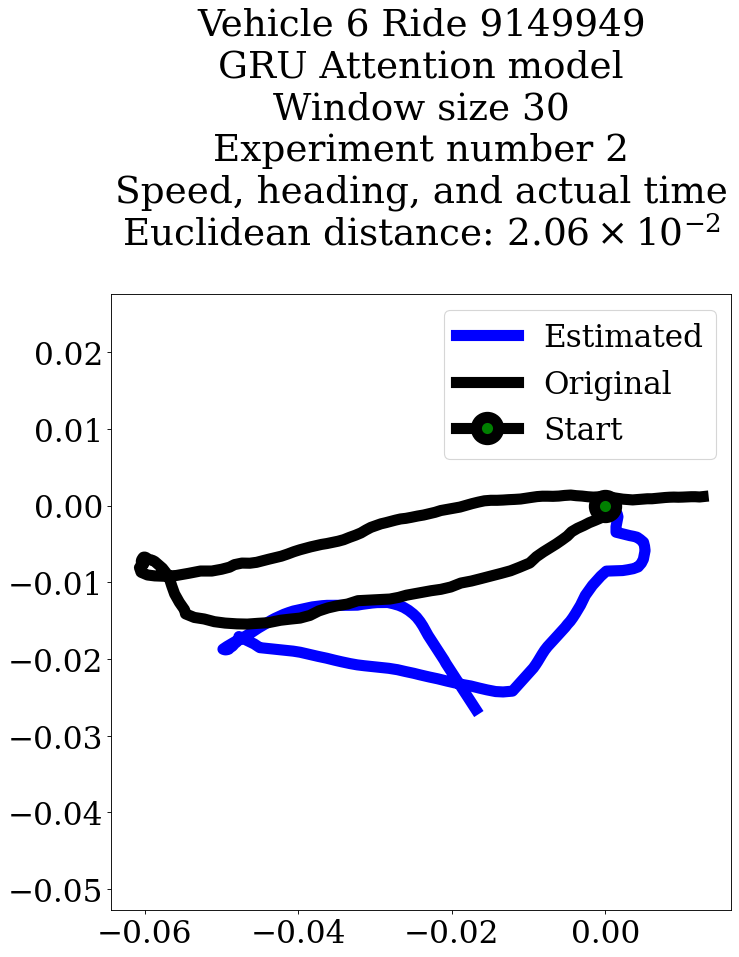 Vehicle 6 Ride 9149949
GRU Attention model
Window size 30
Experiment number 2
Speed, heading, and actual time
Euclidean distance: 2.06 × 10⁻²
Estimated
Original
Start
0.02
0.01
0.00
−0.01
−0.02
−0.03
−0.04
−0.05
−0.06 −0.04 −0.02 0.00